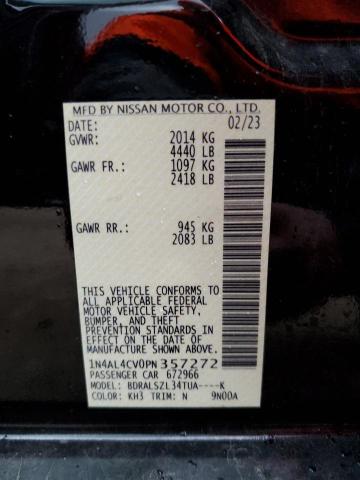 MFD BY NISSAN MOTOR CO., LTD.
DATE: 02/23
GVWR: 2014 KG
4440 LB
GAWR FR.: 1097 KG
2418 LB
GAWR RR.: 945 KG
2083 LB
THIS VEHICLE CONFORMS TO
ALL APPLICABLE FEDERAL
MOTOR VEHICLE SAFETY,
BUMPER, AND THEFT
PREVENTION STANDARDS IN
EFFECT ON THE DATE OF
MANUFACTURE SHOWN ABOVE.
1N4AL4CV0PN357272
PASSENGER CAR 672966
MODEL: BDRALSZL34TUA----K
COLOR: KH3 TRIM: N 9N00A